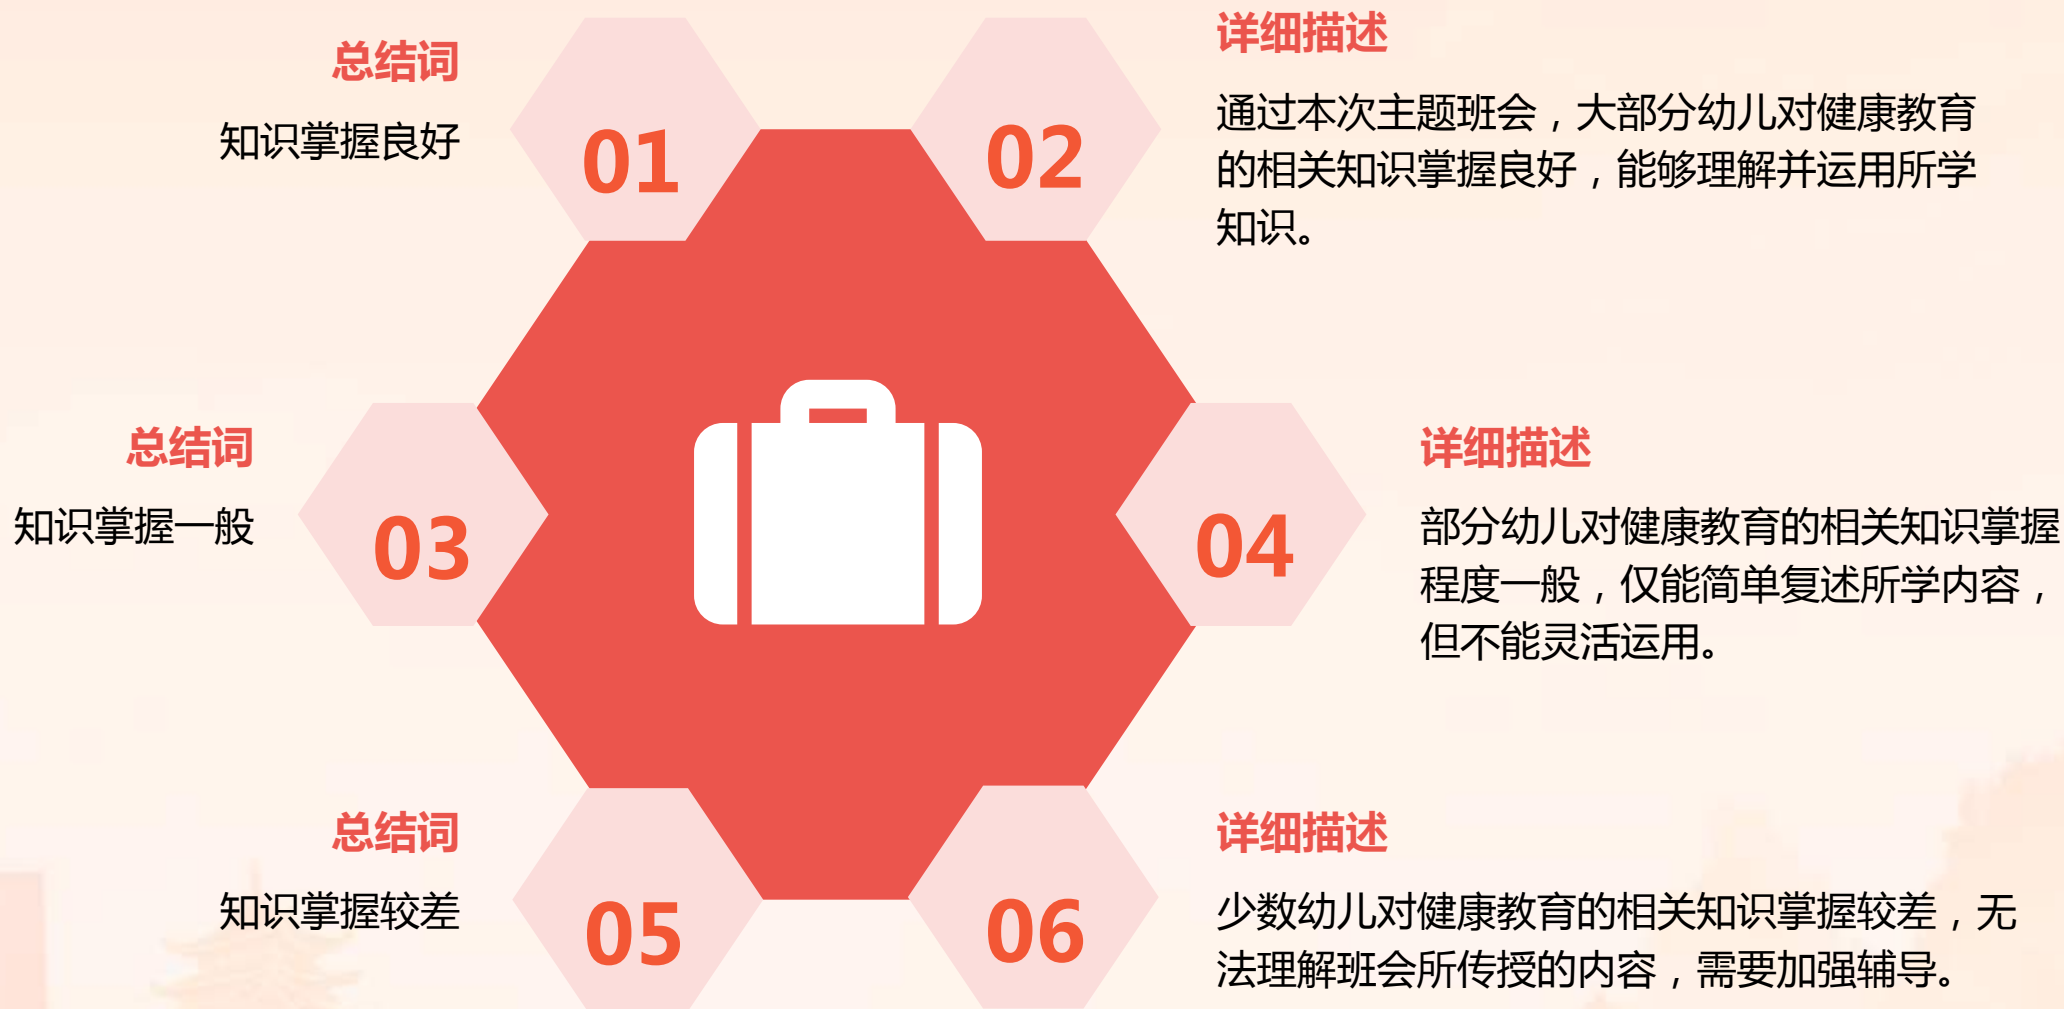 总结词
知识掌握良好
01
02
详细描述
通过本次主题班会，大部分幼儿对健康教育
的相关知识掌握良好，能够理解并运用所学
知识。
总结词
知识掌握一般
03
04
详细描述
部分幼儿对健康教育的相关知识掌握
程度一般，仅能简单复述所学内容，
但不能灵活运用。
总结词
知识掌握较差
05
06
详细描述
少数幼儿对健康教育的相关知识掌握较差，无
法理解班会所传授的内容，需要加强辅导。